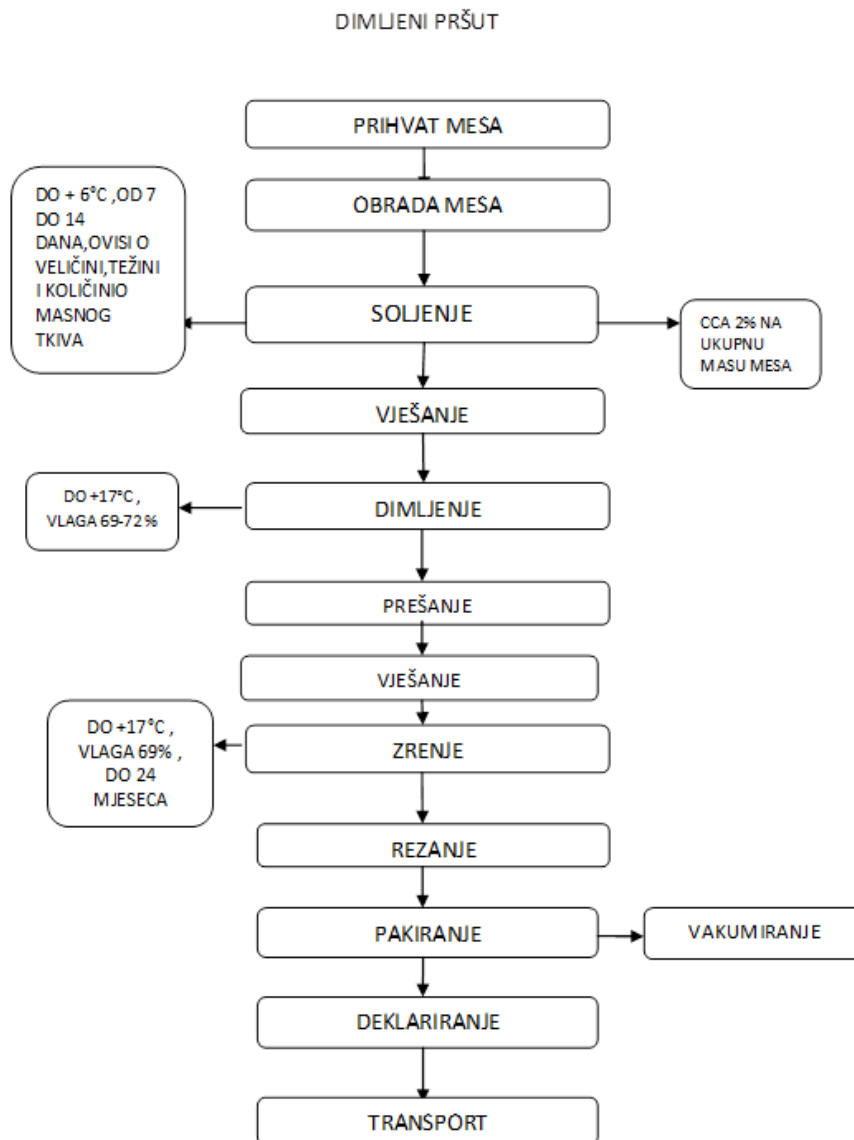 DIMLJENI PRŠUT
PRIHVAT MESA
OBRADA MESA
DO + 6°C ,OD 7
DO 14
DANA,OVISI O
VELIČINI,TEŽINI
I KOLIČINIO
MASNOG
TKIVA
SOLJENJE
CCA 2% NA
UKUPNU
MASU MESA
VJEŠANJE
DO +17°C ,
VLAGA 69-72%
DIMLJENJE
PREŠANJE
VJEŠANJE
DO +17°C ,
VLAGA 69% ,
DO 24
MJESECA
ZRENJE
REZANJE
PAKIRANJE
VAKUMIRANJE
DEKLARIRANJE
TRANSPORT